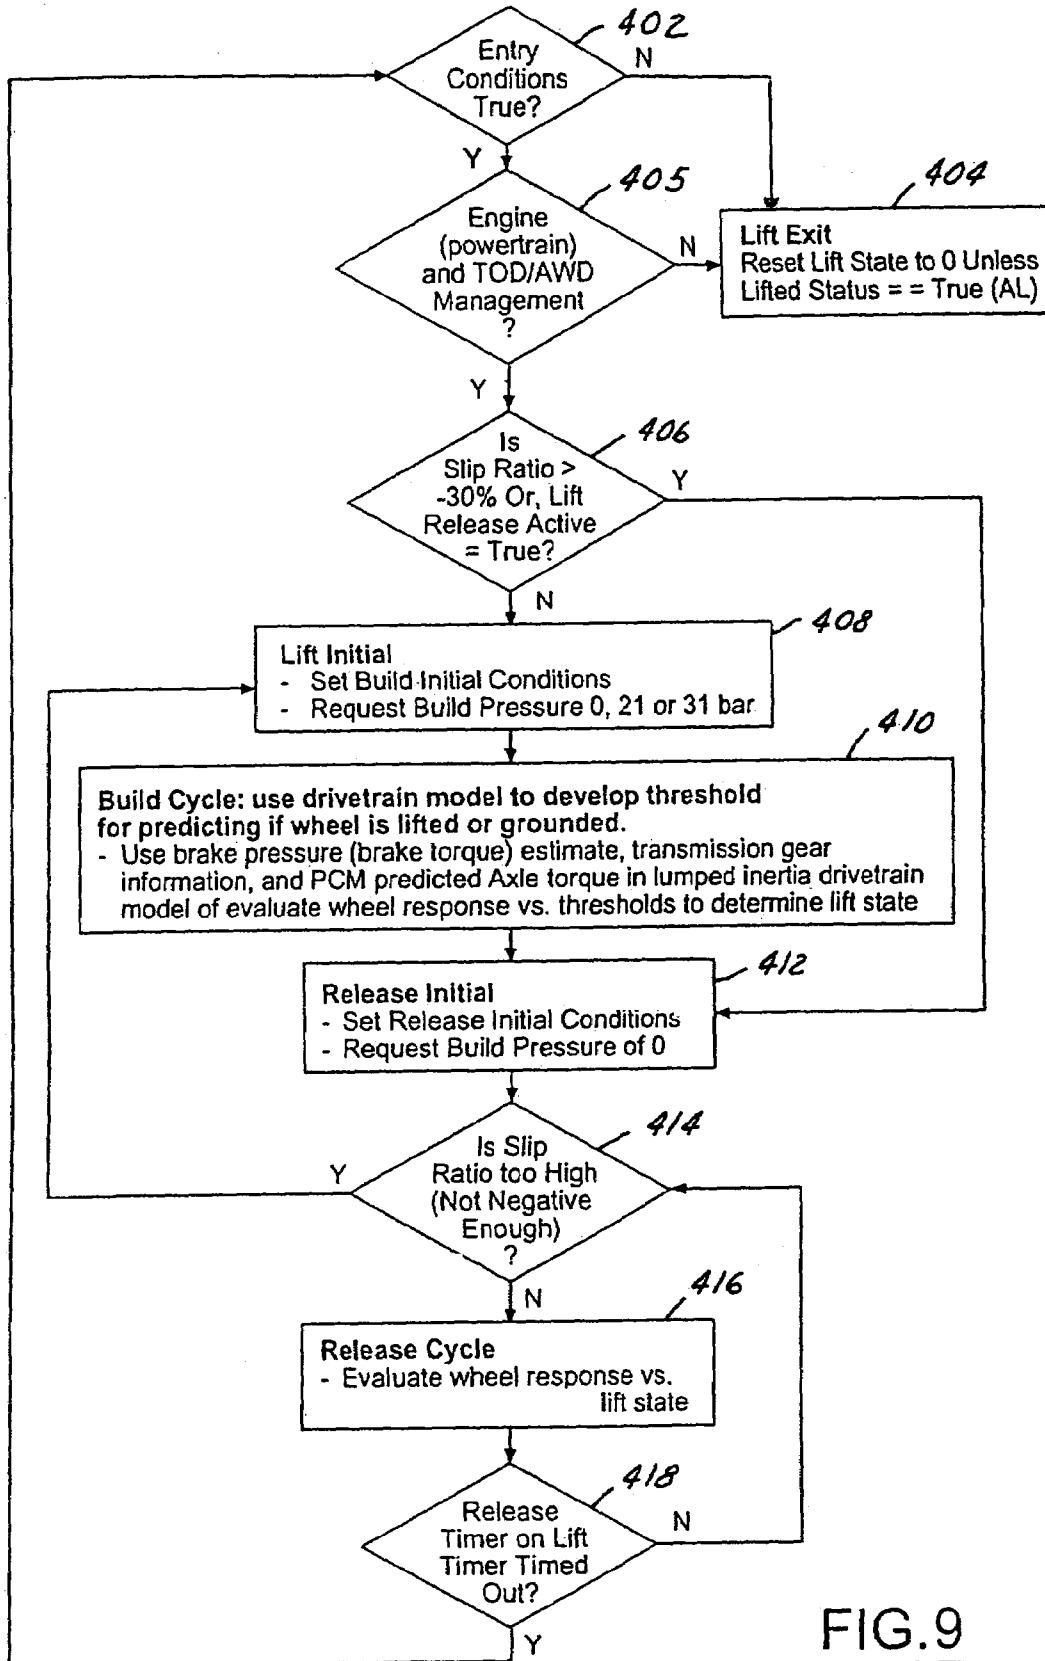 402
Entry
Conditions
True?
N
Y
405
404
Engine
(powertrain)
and TOD/AWD
Management
?
N
Lift Exit
Reset Lift State to 0 Unless
Lifted Status = = True (AL)
Y
406
Is
Slip Ratio >
-30% Or, Lift
Release Active
= True?
Y
N
408
Lift Initial
- Set Build Initial Conditions
- Request Build Pressure 0, 21 or 31 bar
410
Build Cycle: use drivetrain model to develop threshold
for predicting if wheel is lifted or grounded.
- Use brake pressure (brake torque) estimate, transmission gear
information, and PCM predicted Axle torque in lumped inertia drivetrain
model of evaluate wheel response vs. thresholds to determine lift state
412
Release Initial
- Set Release Initial Conditions
- Request Build Pressure of 0
414
Is Slip
Ratio too High
(Not Negative
Enough)
?
Y
N
416
Release Cycle
- Evaluate wheel response vs.
lift state
418
Release
Timer on Lift
Timer Timed
Out?
N
Y
FIG.9